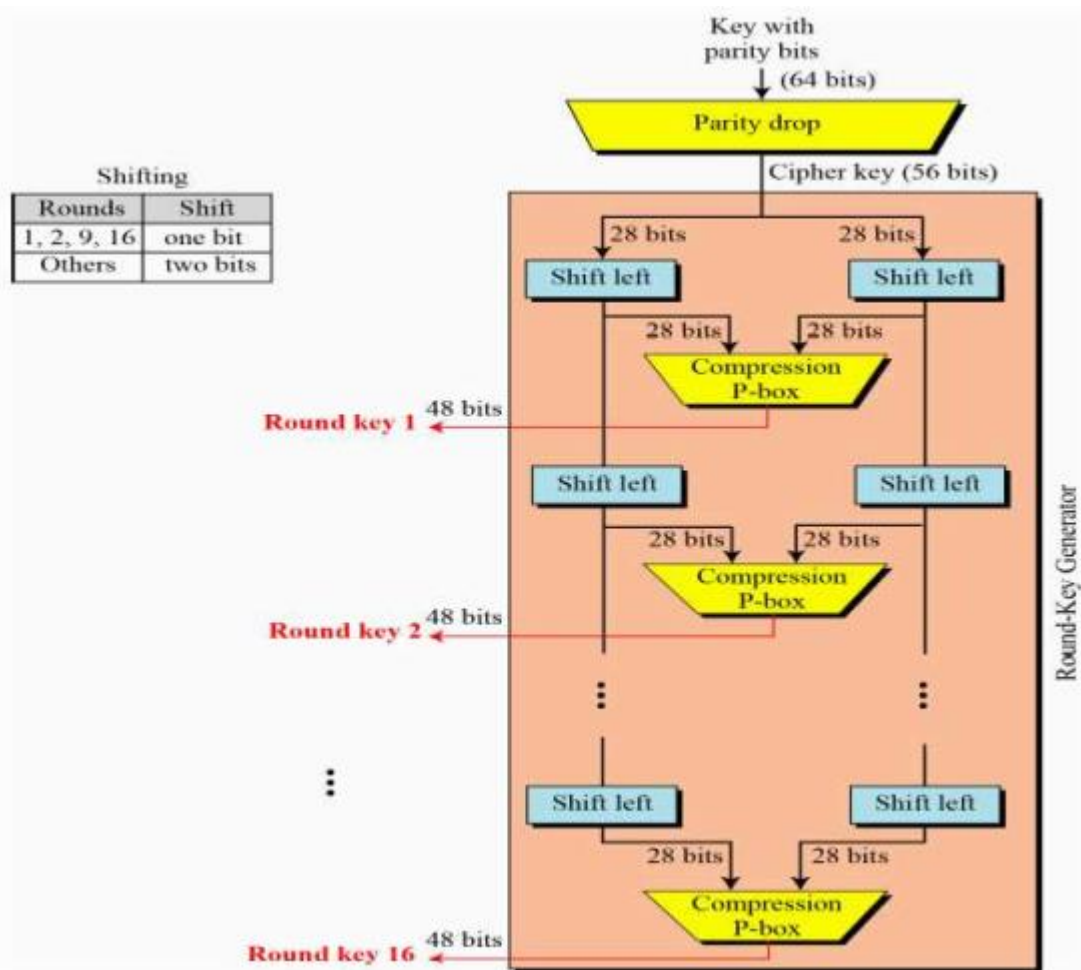 Key with
parity bits
(64 bits)
Parity drop
Cipher key (56 bits)
Shifting
Rounds Shift
1, 2, 9, 16 one bit
Others two bits
28 bits 28 bits
Shift left Shift left
28 bits 28 bits
Compression
P-box
48 bits
Round key 1
Shift left Shift left
28 bits 28 bits
Compression
P-box
48 bits
Round key 2
Round-Key Generator
Shift left Shift left
28 bits 28 bits
Compression
P-box
48 bits
Round key 16